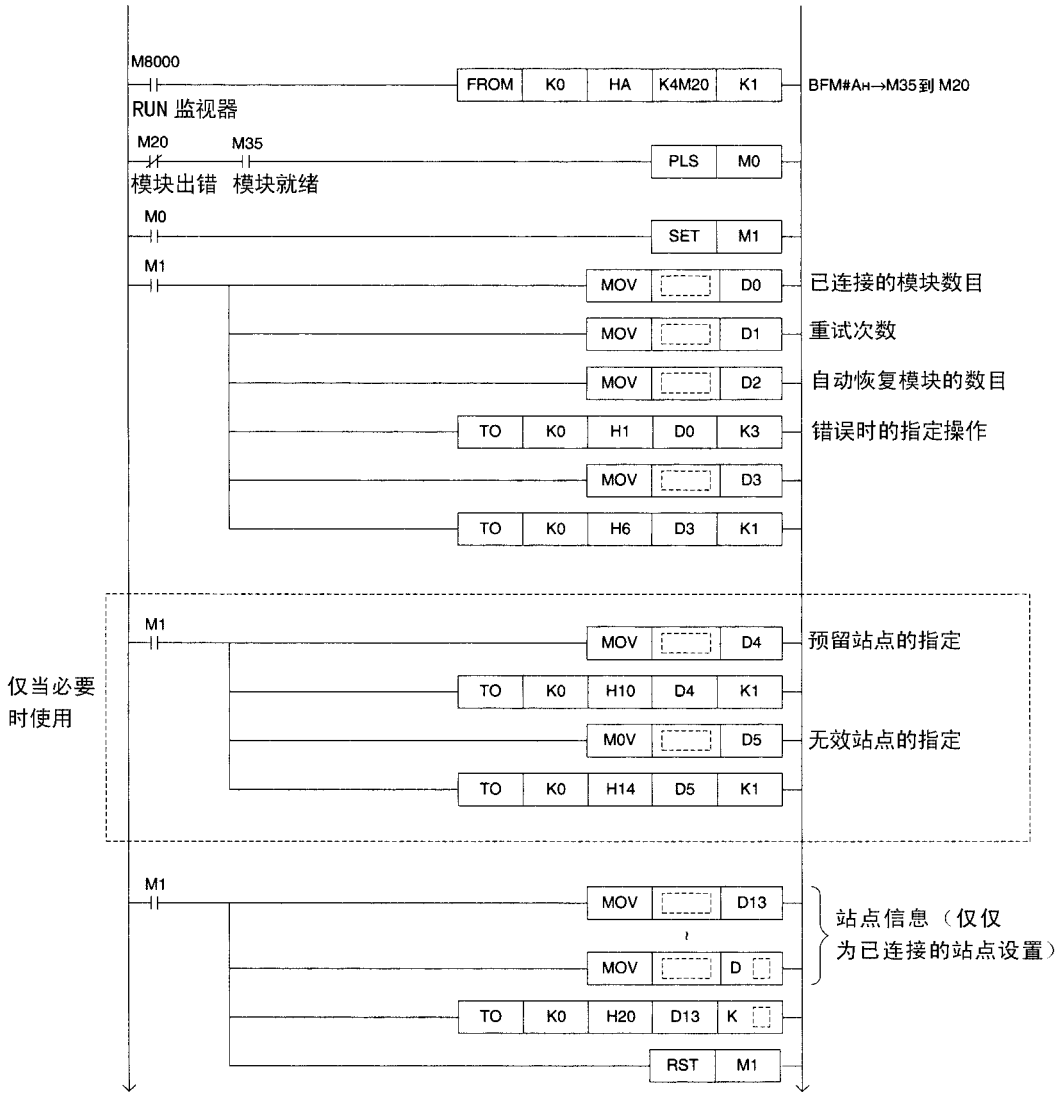 M8000
FROM K0 HA K4M20 K1 BFM#AH→M35到 M20
RUN 监视器
M20 M35
PLS M0
模块出错 模块就绪
M0
SET M1
M1
MOV D0 已连接的模块数目
MOV D1 重试次数
MOV D2 自动恢复模块的数目
TO K0 H1 D0 K3 错误时的指定操作
MOV D3
TO K0 H6 D3 K1
M1
MOV D4 预留站点的指定
仅当必要
时使用
TO K0 H10 D4 K1
M0V D5 无效站点的指定
TO K0 H14 D5 K1
M1
MOV D13
~
MOV D
站点信息（仅仅
为已连接的站点设置）
TO K0 H20 D13 K
RST M1